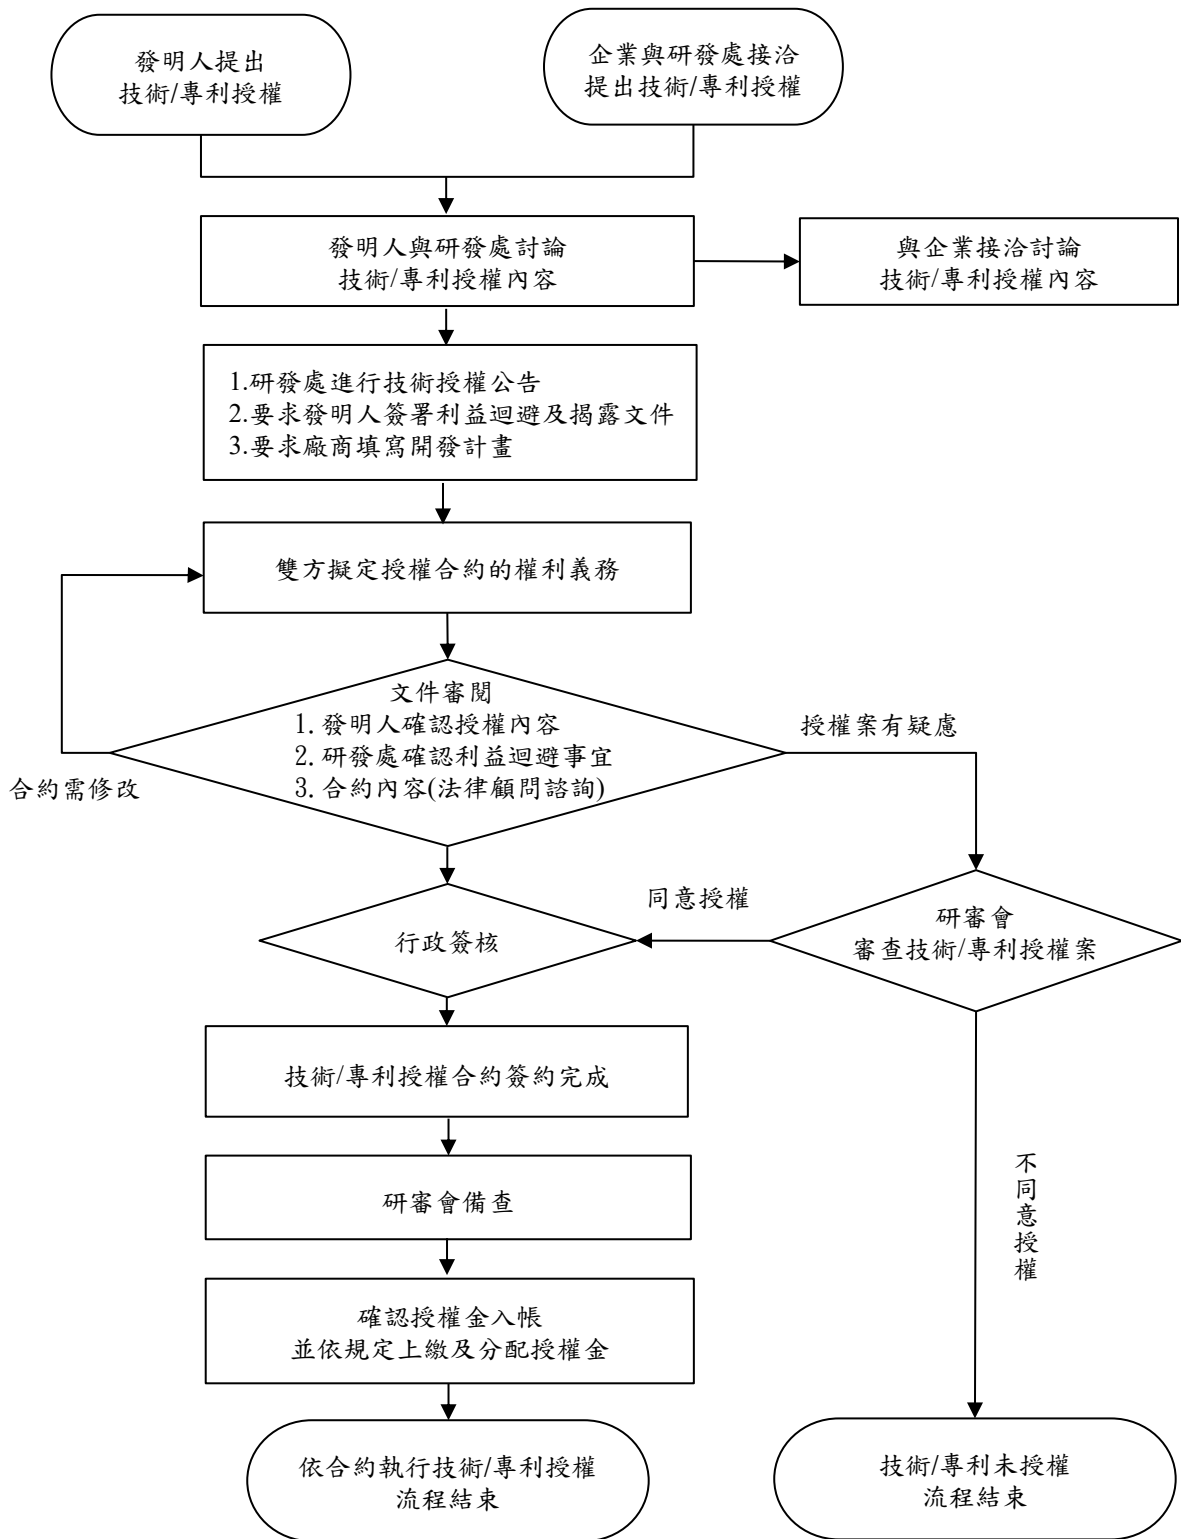 發明人提出
技術/專利授權
企業與研發處接洽
提出技術/專利授權
發明人與研發處討論
技術/專利授權內容
與企業接洽討論
技術/專利授權內容
1.研發處進行技術授權公告
2.要求發明人簽署利益迴避及揭露文件
3.要求廠商填寫開發計畫
雙方擬定授權合約的權利義務
文件審閱
1. 發明人確認授權內容
2. 研發處確認利益迴避事宜
3. 合約內容(法律顧問諮詢)
合約需修改
授權案有疑慮
行政簽核
同意授權
研審會
審查技術/專利授權案
技術/專利授權合約簽約完成
研審會備查
不同意授權
確認授權金入帳
並依規定上繳及分配授權金
依合約執行技術/專利授權
流程結束
技術/專利未授權
流程結束